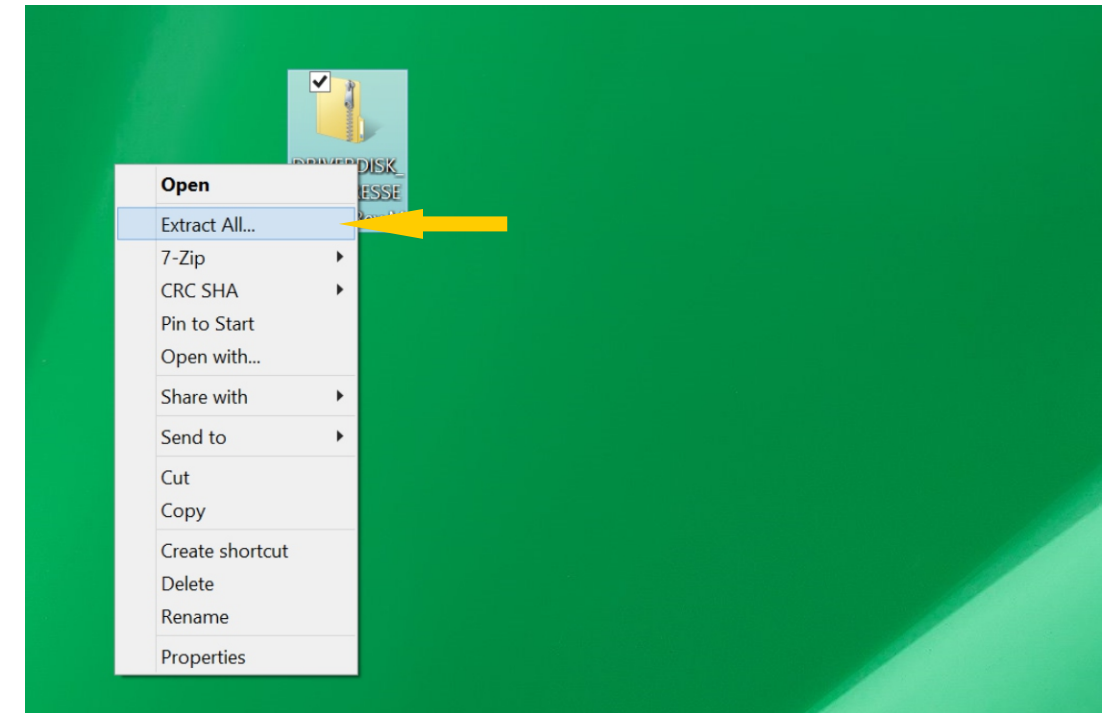 DRIVERDISK_
Open
Extract All...
7-Zip
CRC SHA
Pin to Start
Open with...
Share with
Send to
Cut
Copy
Create shortcut
Delete
Rename
Properties